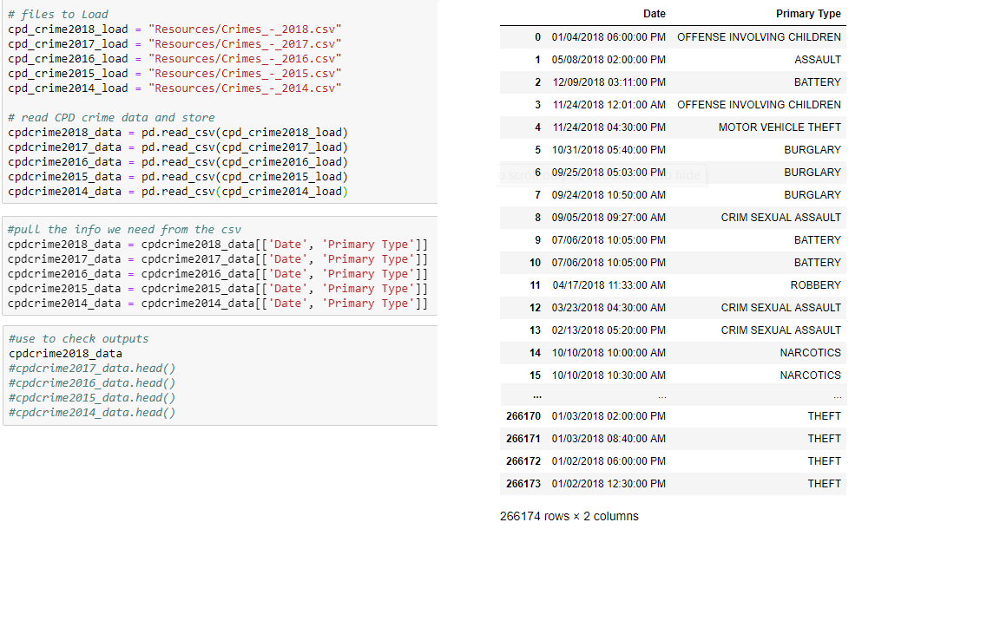 # files to Load
cpd_crime2018_load = "Resources/Crimes_-_2018.csv"
cpd_crime2017_load = "Resources/Crimes_-_2017.csv"
cpd_crime2016_load = "Resources/Crimes_-_2016.csv"
cpd_crime2015_load = "Resources/Crimes_-_2015.csv"
cpd_crime2014_load = "Resources/Crimes_-_2014.csv"
# read CPD crime data and store
cpdcrime2018_data = pd.read_csv(cpd_crime2018_load)
cpdcrime2017_data = pd.read_csv(cpd_crime2017_load)
cpdcrime2016_data = pd.read_csv(cpd_crime2016_load)
cpdcrime2015_data = pd.read_csv(cpd_crime2015_load)
cpdcrime2014_data = pd.read_csv(cpd_crime2014_load)
#pull the info we need from the csv
cpdcrime2018_data = cpdcrime2018_data[['Date', 'Primary Type']]
cpdcrime2017_data = cpdcrime2017_data[['Date', 'Primary Type']]
cpdcrime2016_data = cpdcrime2016_data[['Date', 'Primary Type']]
cpdcrime2015_data = cpdcrime2015_data[['Date', 'Primary Type']]
cpdcrime2014_data = cpdcrime2014_data[['Date', 'Primary Type']]
#use to check outputs
cpdcrime2018_data
#cpdcrime2017_data.head()
#cpdcrime2016_data.head()
#cpdcrime2015_data.head()
#cpdcrime2014_data.head()
Date Primary Type
0 01/04/2018 06:00:00 PM OFFENSE INVOLVING CHILDREN
1 05/08/2018 02:00:00 PM ASSAULT
2 12/09/2018 03:11:00 PM BATTERY
3 11/24/2018 12:01:00 AM OFFENSE INVOLVING CHILDREN
4 11/24/2018 04:30:00 PM MOTOR VEHICLE THEFT
5 10/31/2018 05:40:00 PM BURGLARY
6 09/25/2018 05:03:00 PM BURGLARY
7 09/24/2018 10:50:00 AM BURGLARY
8 09/05/2018 09:27:00 AM CRIM SEXUAL ASSAULT
9 07/06/2018 10:05:00 PM BATTERY
10 07/06/2018 10:05:00 PM BATTERY
11 04/17/2018 11:33:00 AM ROBBERY
12 03/23/2018 04:30:00 AM CRIM SEXUAL ASSAULT
13 02/13/2018 05:20:00 PM CRIM SEXUAL ASSAULT
14 10/10/2018 10:00:00 AM NARCOTICS
15 10/10/2018 10:30:00 AM NARCOTICS
... ... ...
266170 01/03/2018 02:00:00 PM THEFT
266171 01/03/2018 08:40:00 AM THEFT
266172 01/02/2018 06:00:00 PM THEFT
266173 01/02/2018 12:30:00 PM THEFT
266174 rows × 2 columns